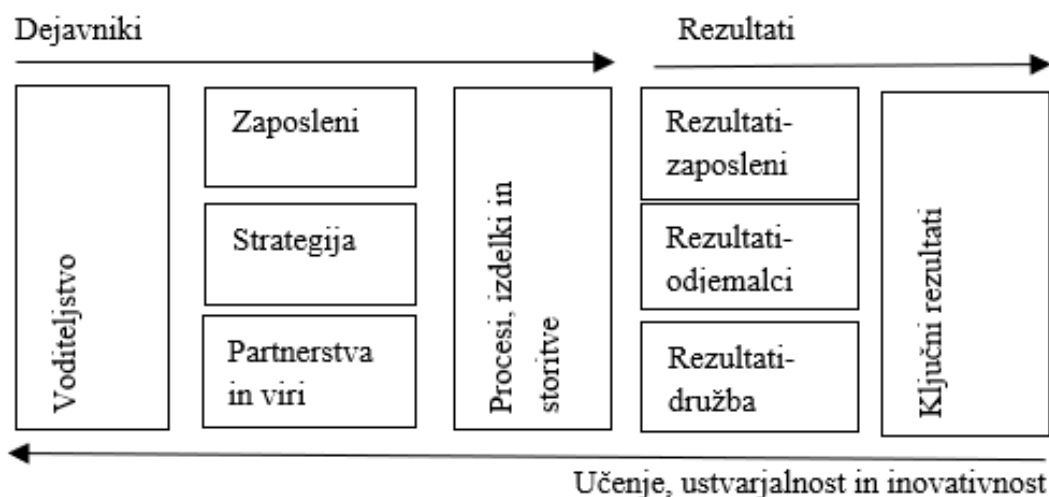 Dejavniki
Rezultati
Voditeljstvo
Zaposleni
Strategija
Partnerstva
in viri
Procesi, izdelki in
storitve
Rezultati-
zaposleni
Rezultati-
odjemalci
Rezultati-
družba
Ključni rezultati
Učenje, ustvarjalnost in inovativnost